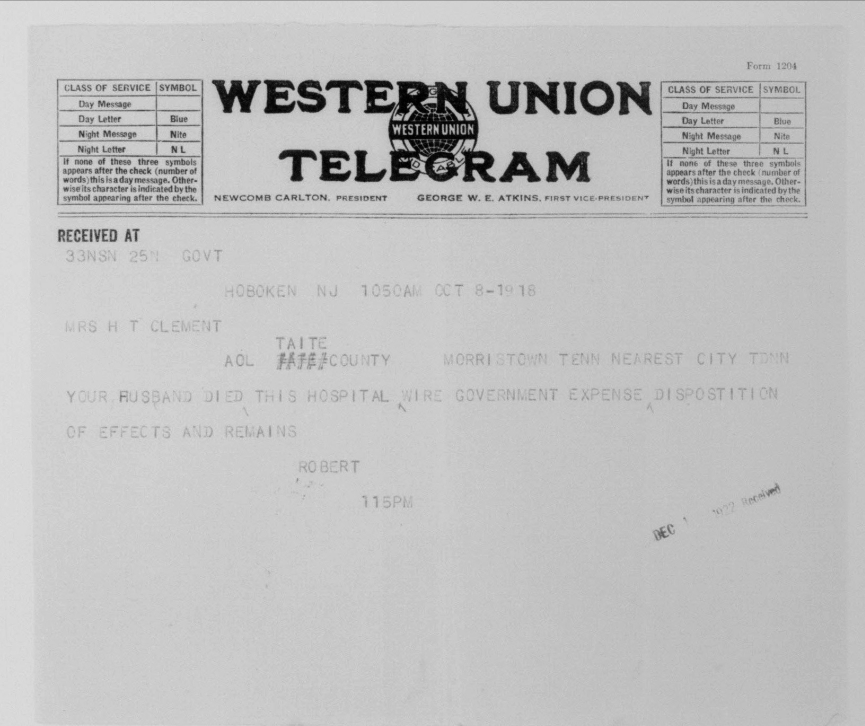 Form 1204
CLASS OF SERVICE SYMBOL
Day Message
Day Letter Blue
Night Message Nite
Night Letter N L
If none of these three symbols
appears after the check (number of
words) this is a day message. Other-
wise its character is indicated by the
symbol appearing after the check.
WESTERN UNION
WESTERN UNION
TELEGRAM
NEWCOMB CARLTON, PRESIDENT GEORGE W. E. ATKINS, FIRST VICE-PRESIDENT
CLASS OF SERVICE SYMBOL
Day Message
Day Letter Blue
Night Message Nite
Night Letter N L
If none of these three symbols
appears after the check (number of
words) this is a day message. Other-
wise its character is indicated by the
symbol appearing after the check.
RECEIVED AT
33NSN 25N GOVT
HOBOKEN NJ 1050AM OCT 8-1918
MRS H T CLEMENT
TAITE
AOL COUNTY MORRISTOWN TENN NEAREST CITY TDNN
YOUR HUSBAND DIED THIS HOSPITAL WIRE GOVERNMENT EXPENSE DISPOSTITION
OF EFFECTS AND REMAINS
ROBERT
115PM
DEC Received